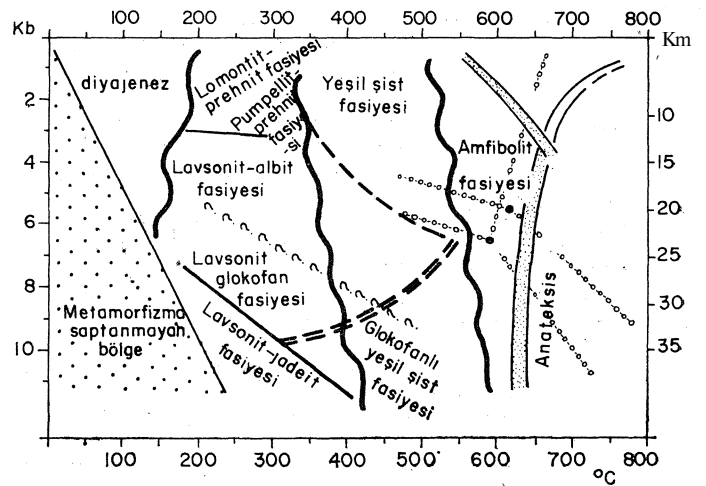 Kb 100 200 300 400 500 600 700 800 Km
diyajenez
Lomontit-
prehnit fasiyesi
Pumpellit
prehnit
fasiye
-si
Yeşil şist
fasiyesi
Amfibolit
fasiyesi
Lavsonit-albit
fasiyesi
Lavsonit
glokofan
fasiyesi
Lavsonit-jadeit
fasiyesi
Glokofanlı
yeşil şist
fasiyesi
Metamorfizma
saptanmayan
bölge
Anateksis
2
4
6
8
10
10
15
20
25
30
35
100 200 300 400 500 600 700 800
°C